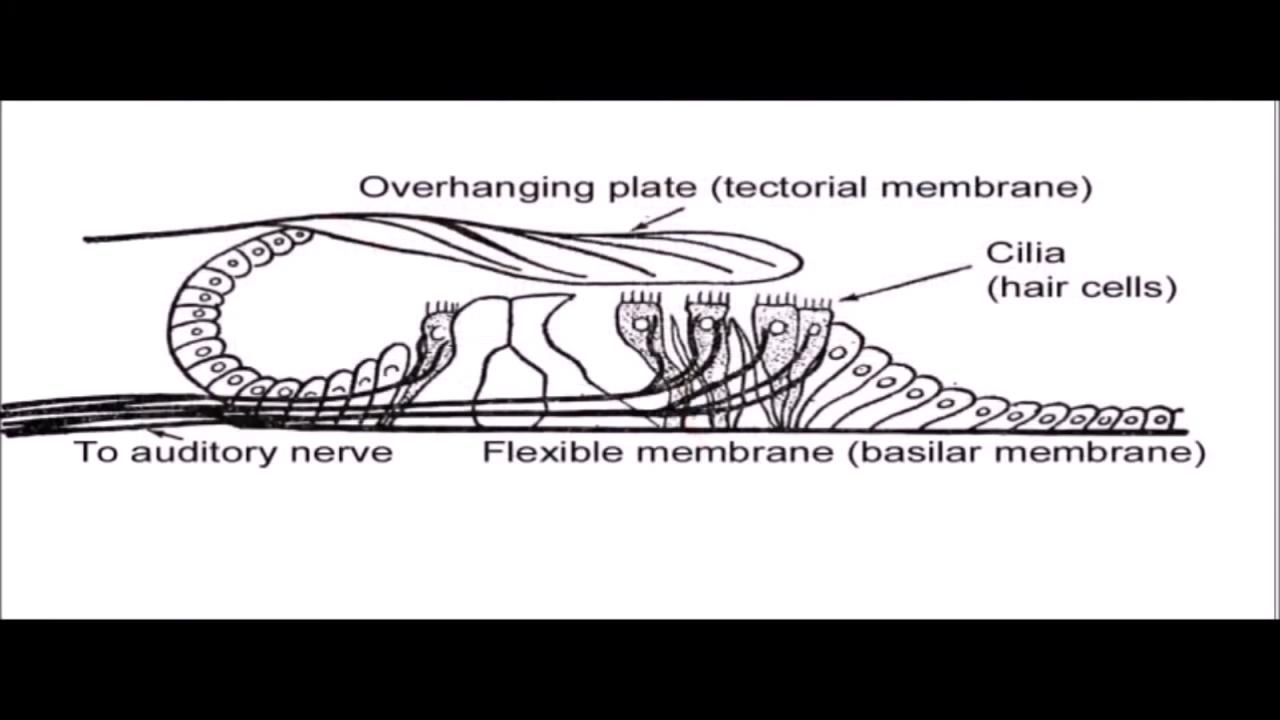 Overhanging plate (tectorial membrane)
Cilia
(hair cells)
To auditory nerve
Flexible membrane (basilar membrane)